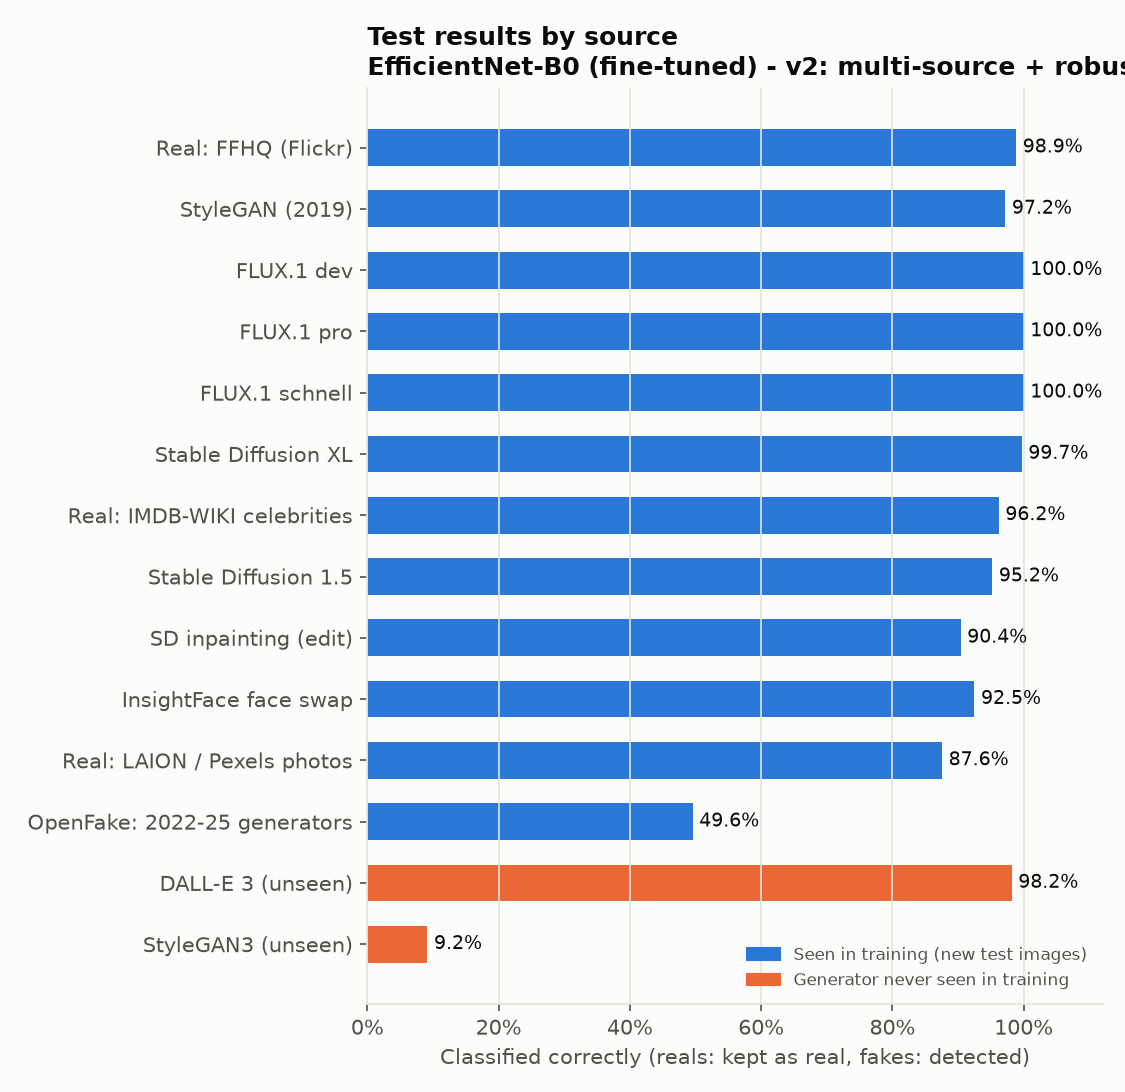 Test results by source
EfficientNet-B0 (fine-tuned) - v2: multi-source + robus
Real: FFHQ (Flickr) 98.9%
StyleGAN (2019) 97.2%
FLUX.1 dev 100.0%
FLUX.1 pro 100.0%
FLUX.1 schnell 100.0%
Stable Diffusion XL 99.7%
Real: IMDB-WIKI celebrities 96.2%
Stable Diffusion 1.5 95.2%
SD inpainting (edit) 90.4%
InsightFace face swap 92.5%
Real: LAION / Pexels photos 87.6%
OpenFake: 2022-25 generators 49.6%
DALL-E 3 (unseen) 98.2%
StyleGAN3 (unseen) 9.2%
Seen in training (new test images)
Generator never seen in training
0% 20% 40% 60% 80% 100%
Classified correctly (reals: kept as real, fakes: detected)